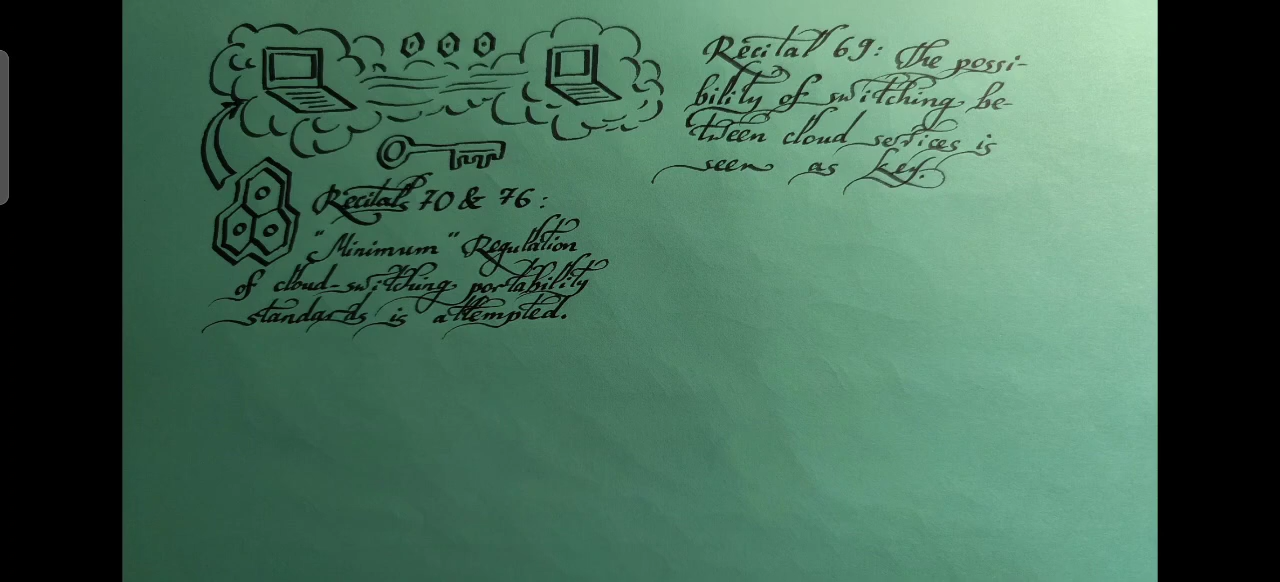 Recital 69: The possi-
bility of switching be-
tween cloud services is
seen as key.
Recitals 70 & 76:
"Minimum" Regulation
of cloud-switching portability
standards is attempted.